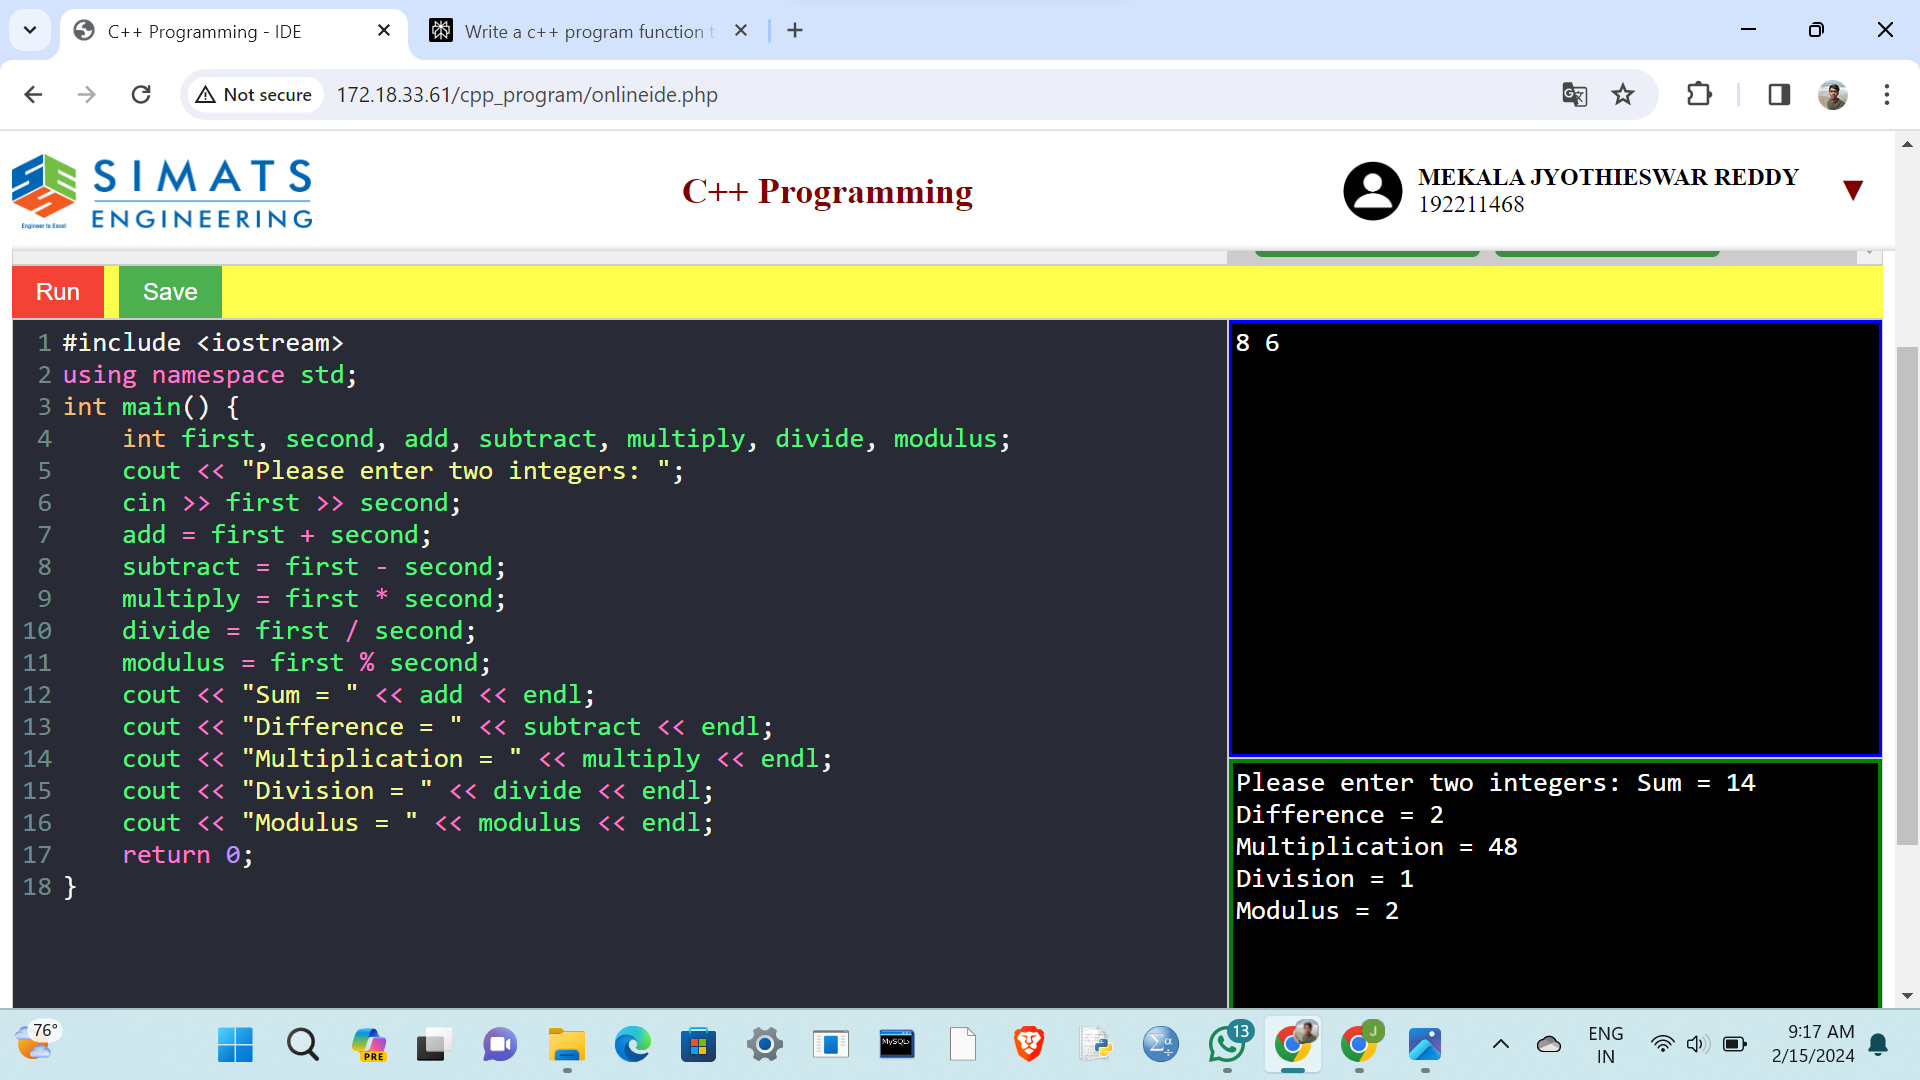 C++ Programming - IDE
Write a c++ program function t
Not secure
172.18.33.61/cpp_program/onlineide.php
SIMATS
ENGINEERING
Engineer to Excel
C++ Programming
MEKALA JYOTHIESWAR REDDY
192211468
Run
Save
1 #include <iostream>
2 using namespace std;
3 int main() {
4     int first, second, add, subtract, multiply, divide, modulus;
5     cout << "Please enter two integers: ";
6     cin >> first >> second;
7     add = first + second;
8     subtract = first - second;
9     multiply = first * second;
10     divide = first / second;
11     modulus = first % second;
12     cout << "Sum = " << add << endl;
13     cout << "Difference = " << subtract << endl;
14     cout << "Multiplication = " << multiply << endl;
15     cout << "Division = " << divide << endl;
16     cout << "Modulus = " << modulus << endl;
17     return 0;
18 }
8 6
Please enter two integers: Sum = 14
Difference = 2
Multiplication = 48
Division = 1
Modulus = 2
76°
PRE
MySQL
Σα
13
J
ENG
IN
9:17 AM
2/15/2024